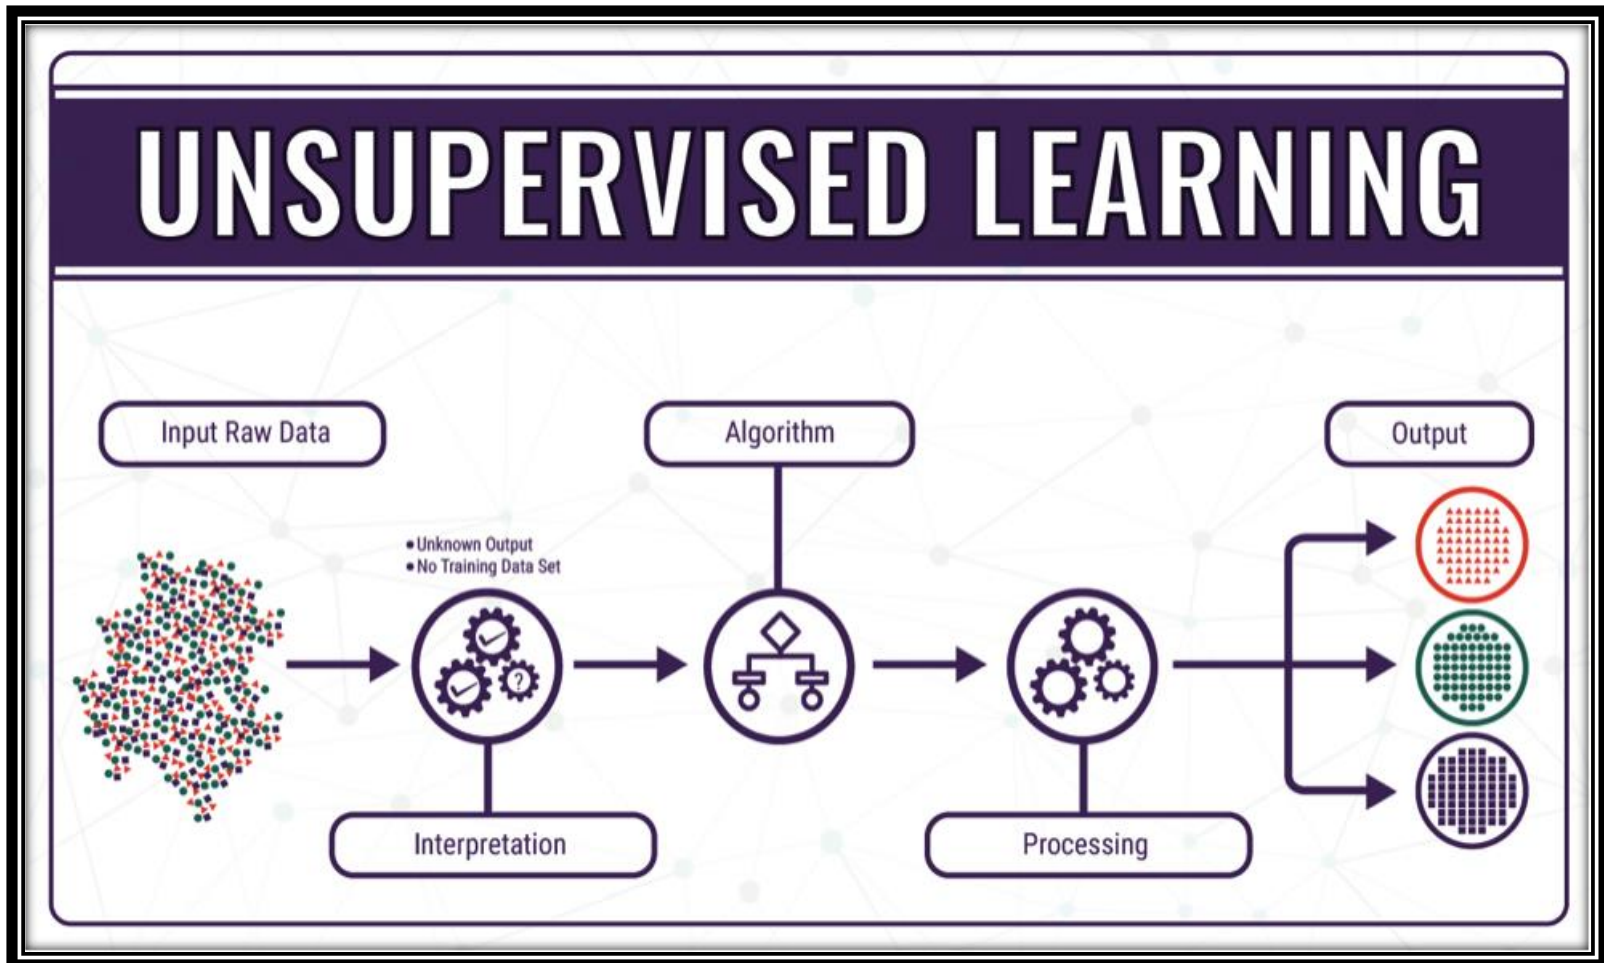 UNSUPERVISED LEARNING
Input Raw Data
Algorithm
Output
• Unknown Output
• No Training Data Set
?
Interpretation
Processing